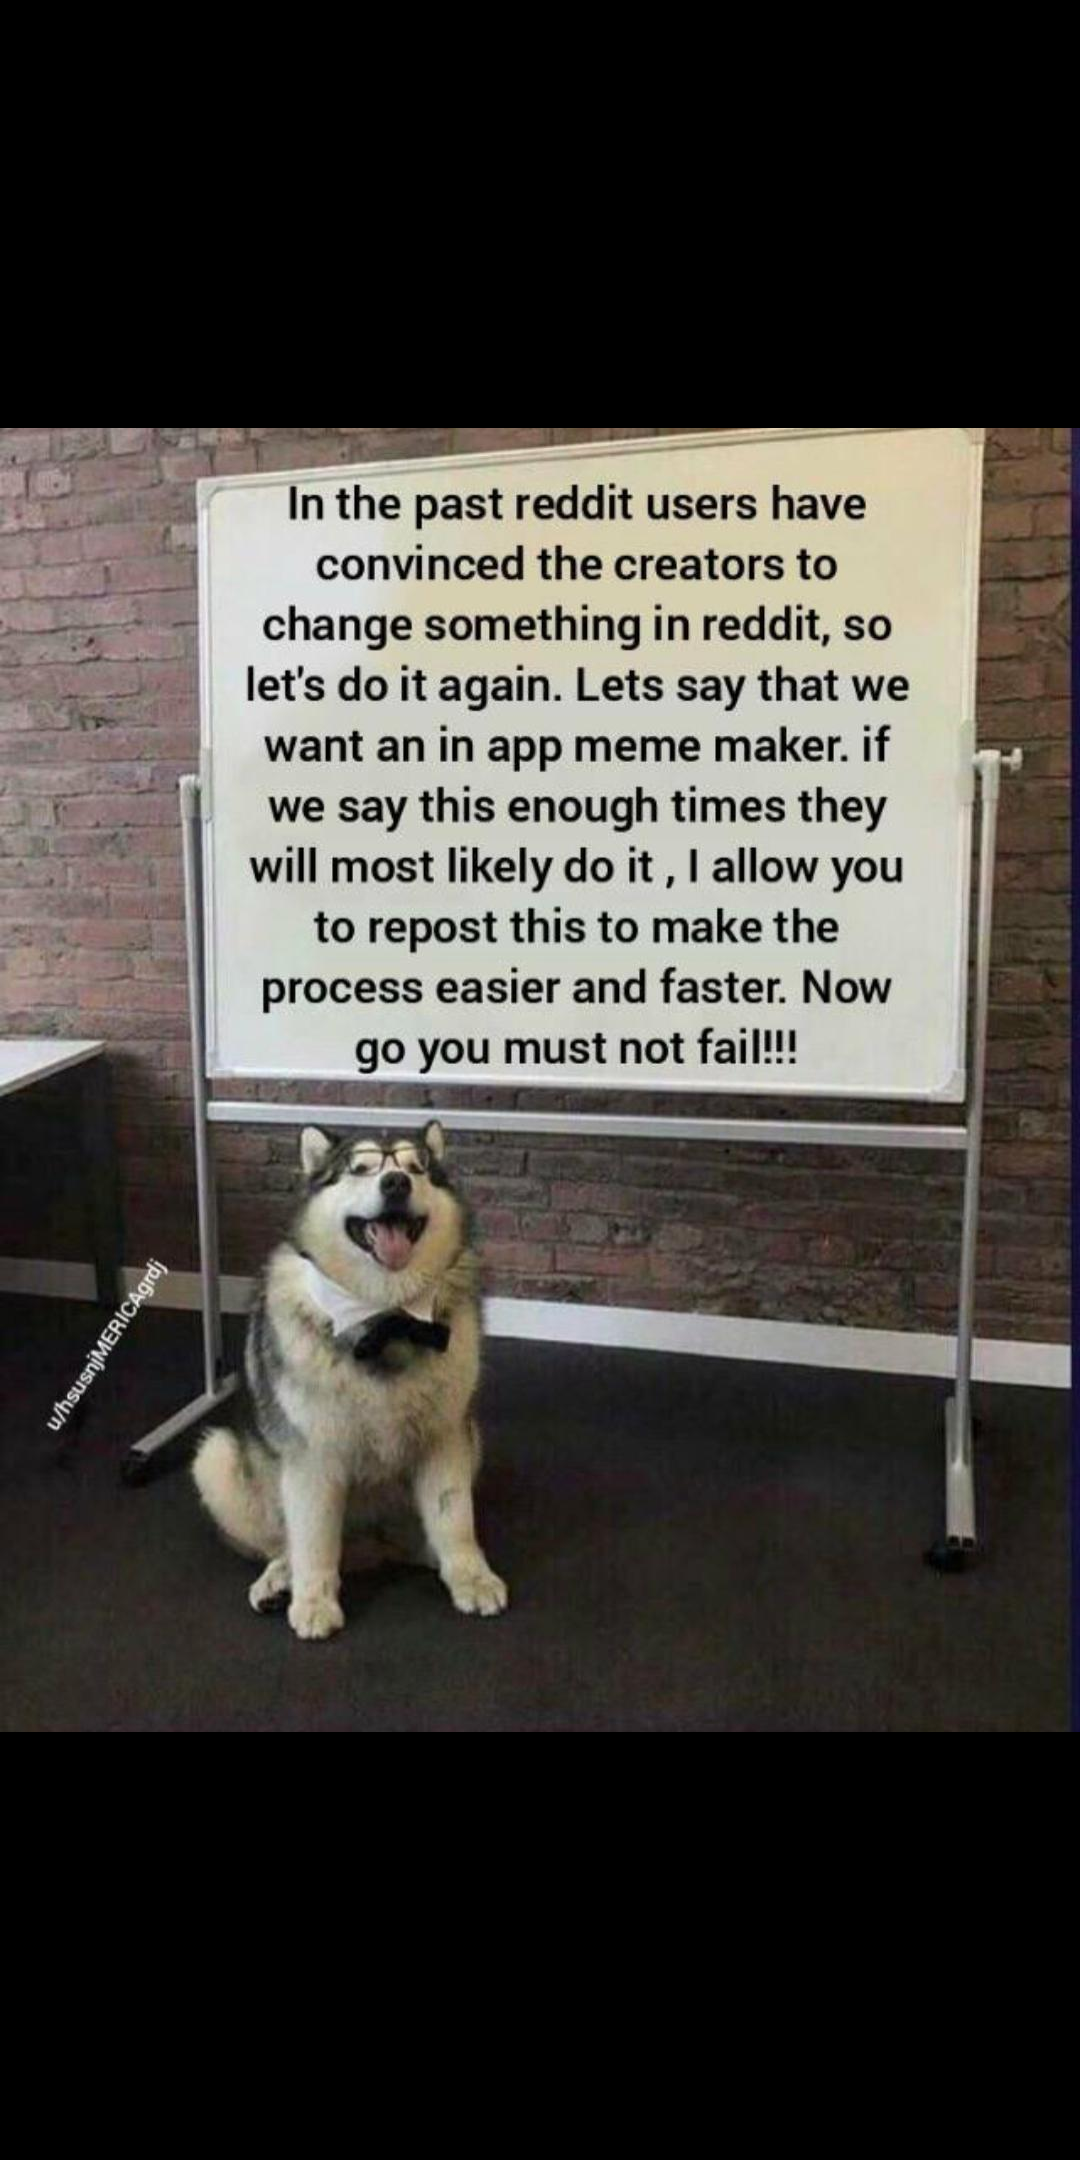 In the past reddit users have
convinced the creators to
change something in reddit, so
let's do it again. Lets say that we
want an in app meme maker. if
we say this enough times they
will most likely do it , I allow you
to repost this to make the
process easier and faster. Now
go you must not fail!!!
u/hsusnjMERICAgrdj